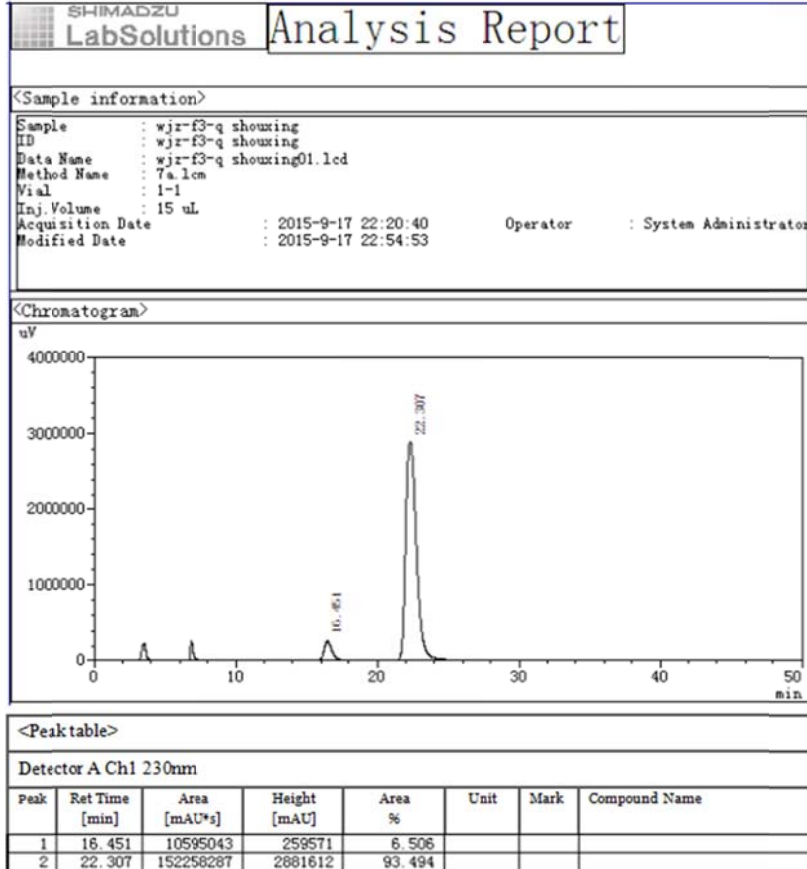 SHIMADZU
LabSolutions Analysis Report
<Sample information>
Sample : wjz-f3-q shouxing
ID : wjz-f3-q shouxing
Data Name : wjz-f3-q shouxing01.lcd
Method Name : 7a.lcm
Vial : 1-1
Inj.Volume : 15 uL
Acquisition Date : 2015-9-17 22:20:40 Operator : System Administrator
Modified Date : 2015-9-17 22:54:53
<Chromatogram>
uV
4000000
3000000
2000000
1000000
0
22.307
16.451
0 10 20 30 40 50
min
<Peak table>
Detector A Ch1 230nm
Peak Ret Time Area Height Area Unit Mark Compound Name
[min] [mAU*s] [mAU] %
1 16.451 10595043 259571 6.506
2 22.307 152258287 2881612 93.494